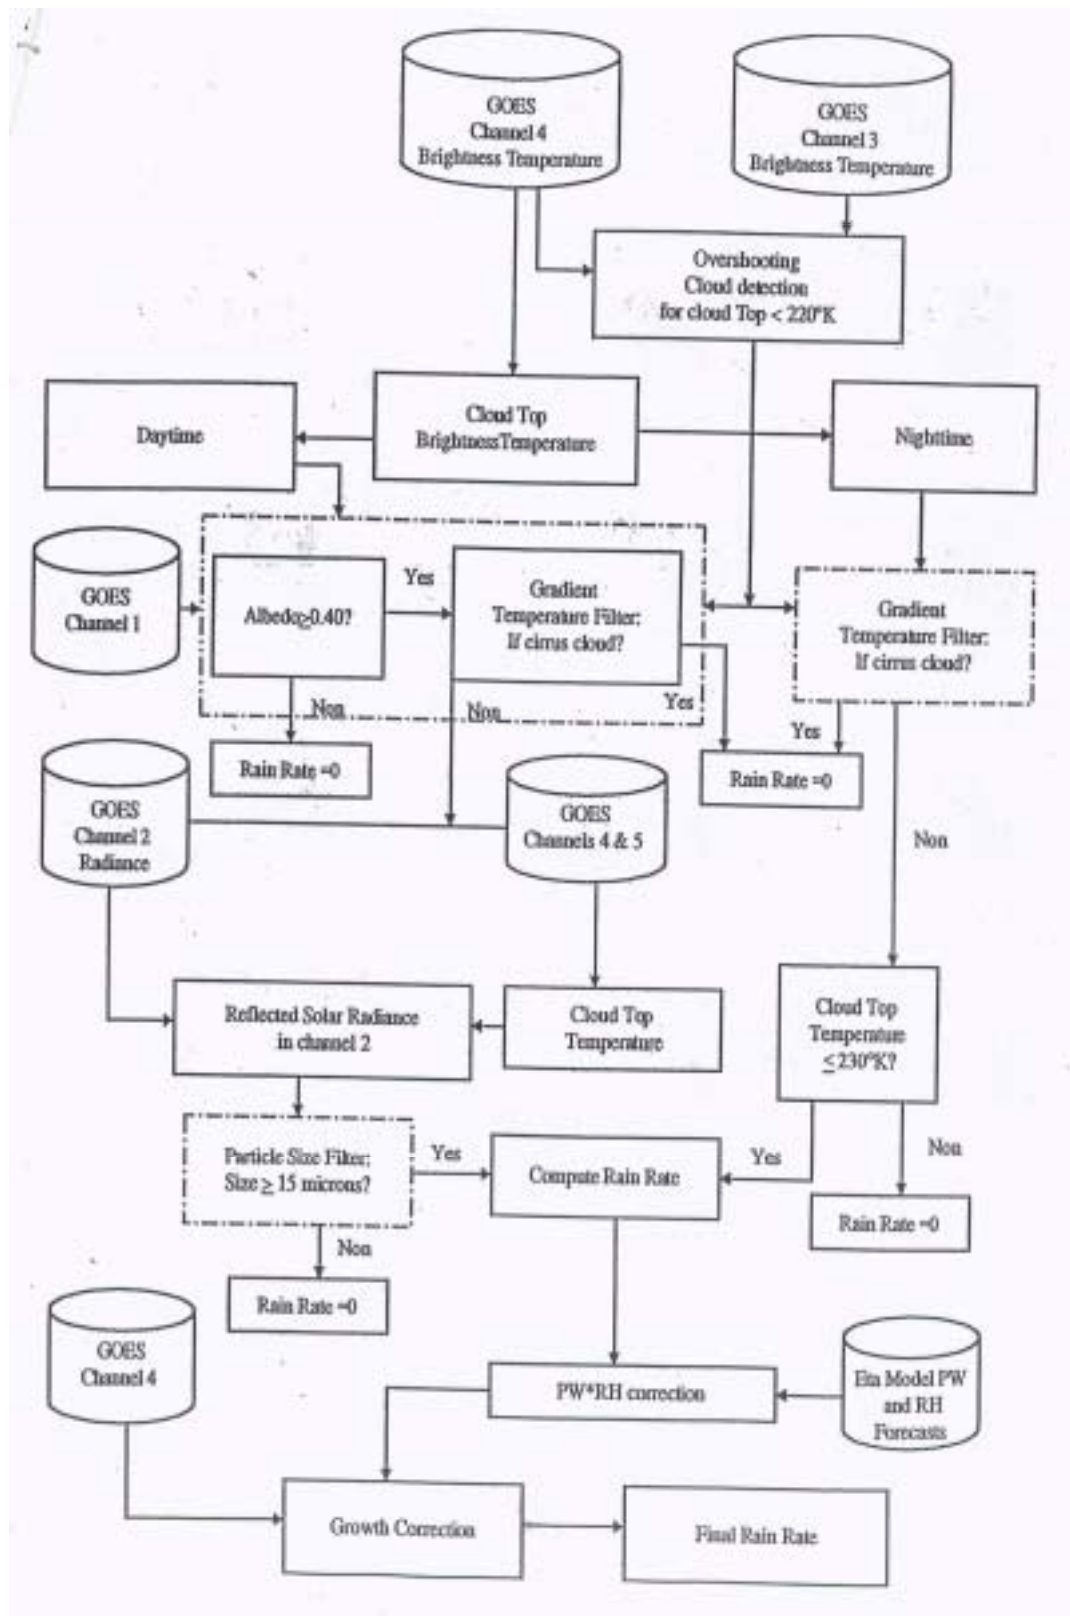 GOES
Channel 4
Brightness Temperature
GOES
Channel 3
Brightness Temperature
Overshooting
Cloud detection
for cloud Top < 220°K
Daytime
Cloud Top
BrightnessTemperature
Nighttime
GOES
Channel 1
Albedo≥0.40?
Yes
Gradient
Temperature Filter:
If cirrus cloud?
Gradient
Temperature Filter:
If cirrus cloud?
Non
Non
Yes
Yes
Rain Rate =0
Rain Rate =0
GOES
Channel 2
Radiance
GOES
Channels 4 & 5
Non
Reflected Solar Radiance
in channel 2
Cloud Top
Temperature
Cloud Top
Temperature
≤230°K?
Particle Size Filter:
Size ≥ 15 microns?
Yes
Compute Rain Rate
Yes
Non
Rain Rate =0
Non
Rain Rate =0
GOES
Channel 4
PW*RH correction
Eta Model PW
and RH
Forecasts
Growth Correction
Final Rain Rate